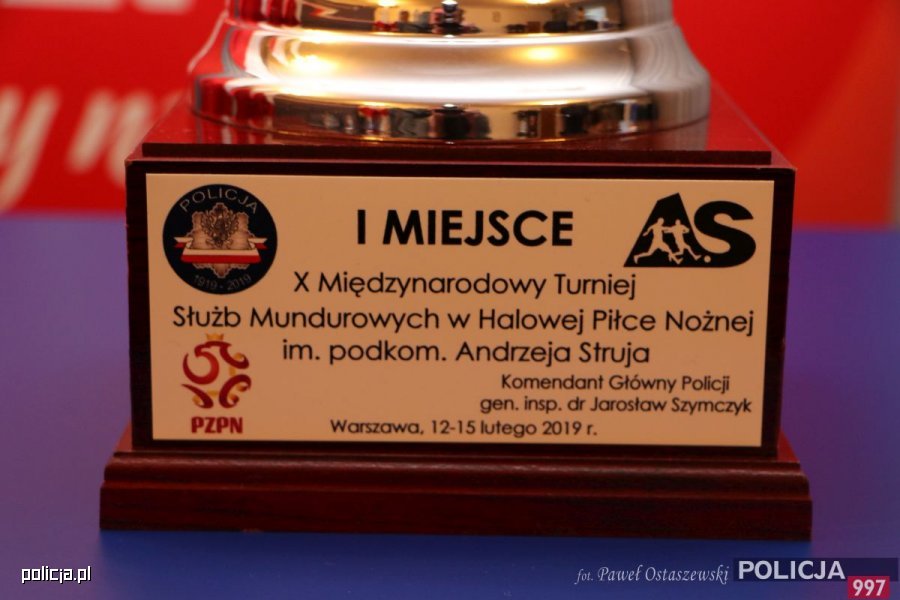 POLICJA
1919 - 2019
I MIEJSCE
AS
X Międzynarodowy Turniej
Służb Mundurowych w Halowej Piłce Nożnej
im. podkom. Andrzeja Struja
PZPN
Komendant Główny Policji
gen. insp. dr Jarosław Szymczyk
Warszawa, 12-15 lutego 2019 r.
policja.pl
fot. Paweł Ostaszewski POLICJA
997